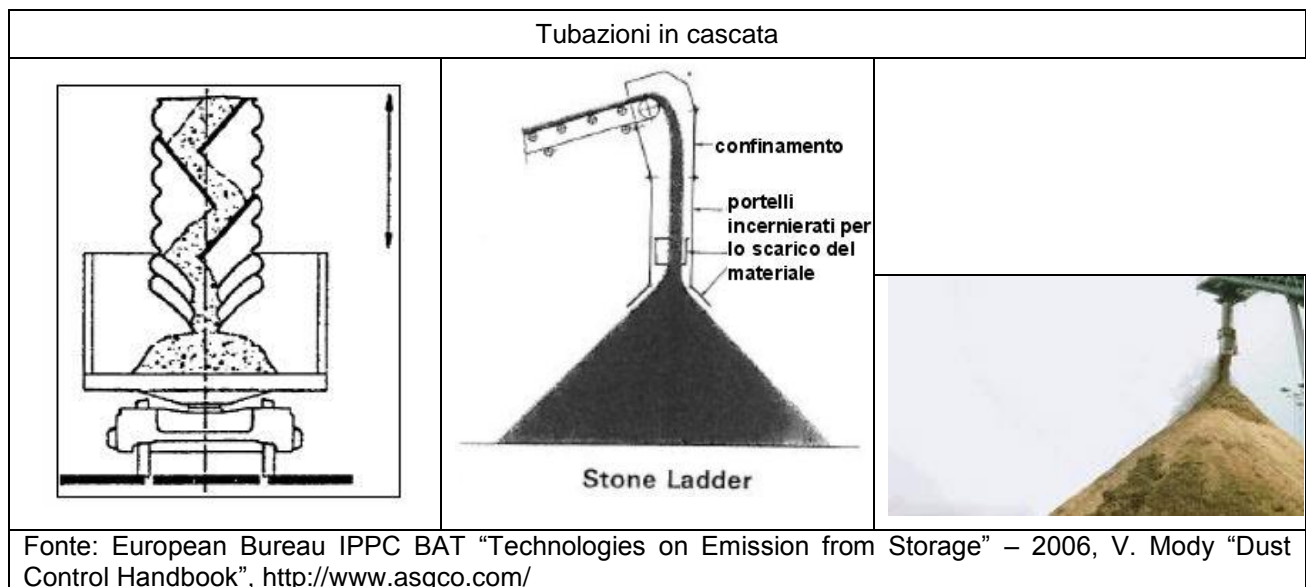 Tubazioni in cascata
confinamento
portelli
incernierati per
lo scarico del
materiale
Stone Ladder
Fonte: European Bureau IPPC BAT “Technologies on Emission from Storage” – 2006, V. Mody “Dust
Control Handbook”, http://www.asgco.com/